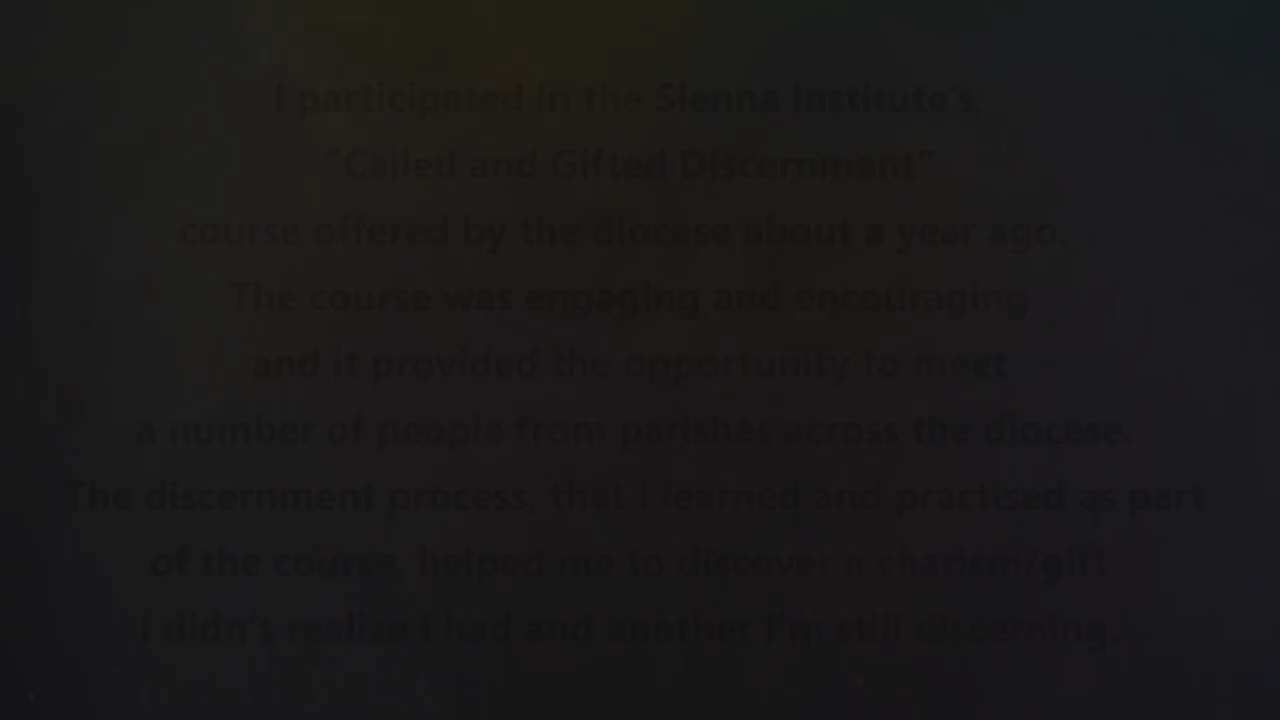 I participated in the Sienna Institute's,
"Called and Gifted Discernment"
course offered by the diocese about a year ago.
The course was engaging and encouraging
and it provided the opportunity to meet
a number of people from parishes across the diocese.
The discernment process, that I learned and practised as part
of the course, helped me to discover a charism/gift
I didn't realize I had and another I'm still discerning.